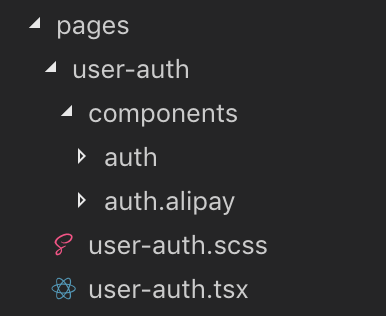 pages
user-auth
components
auth
auth.alipay
user-auth.scss
user-auth.tsx